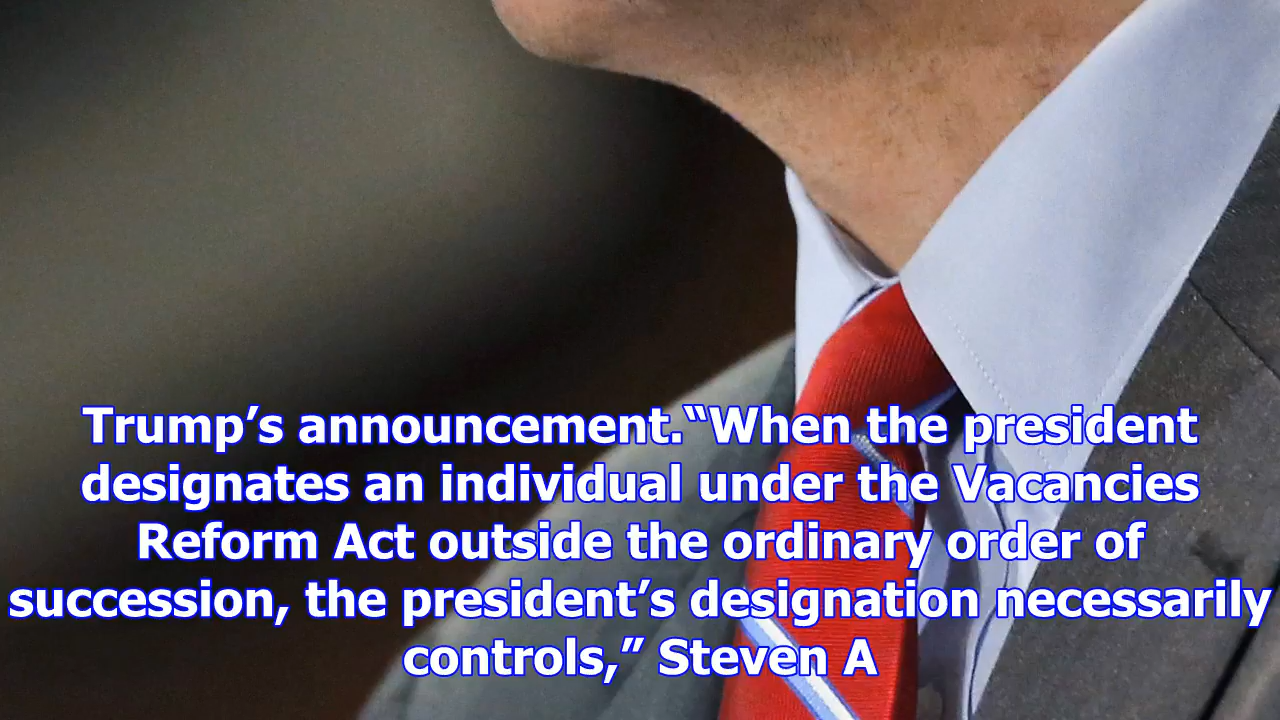 Trump’s announcement.“When the president
designates an individual under the Vacancies
Reform Act outside the ordinary order of
succession, the president’s designation necessarily
controls,” Steven A